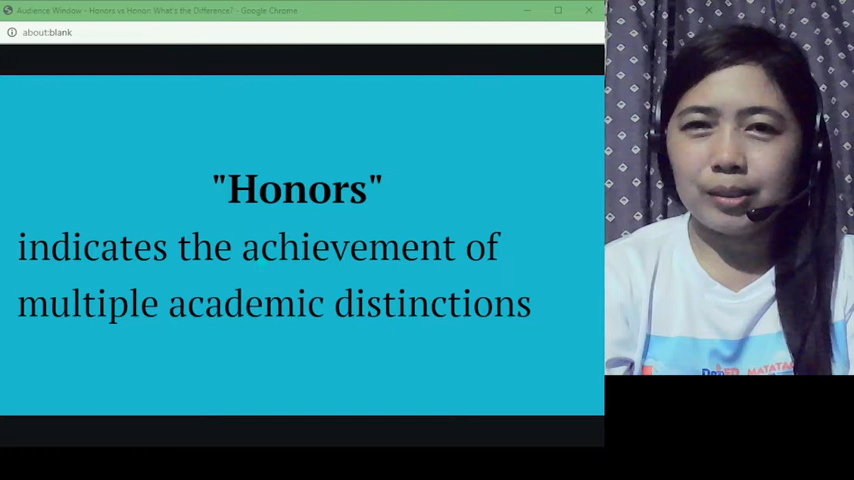 Audience Window - Honors vs Honor: What's the Difference? - Google Chrome
about:blank
"Honors"
indicates the achievement of
multiple academic distinctions
MATATAG